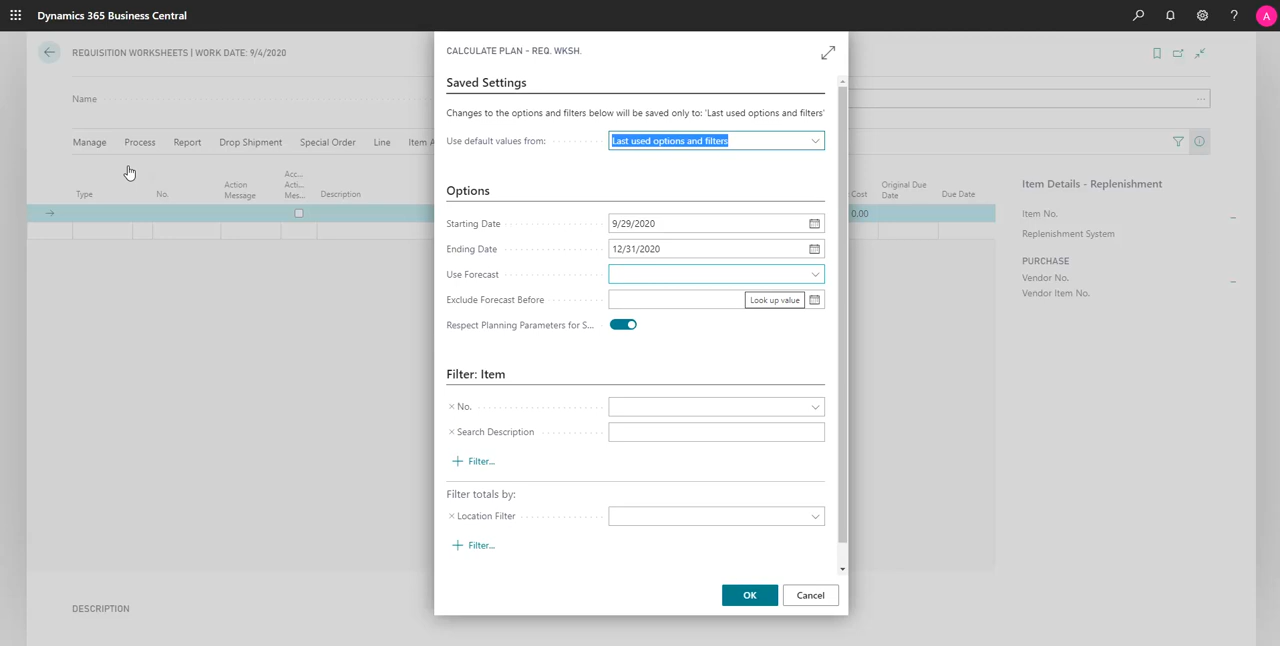 Dynamics 365 Business Central
?
A
REQUISITION WORKSHEETS | WORK DATE: 9/4/2020
Name
...
Manage
Process
Report
Drop Shipment
Special Order
Line
Item A
Type
No.
Action
Message
Acc...
Acti...
Mes...
Description
Cost
Original Due
Date
Due Date
0.00
CALCULATE PLAN - REQ. WKSH.
Saved Settings
Changes to the options and filters below will be saved only to: 'Last used options and filters'
Use default values from:
Last used options and filters
Options
Starting Date
9/29/2020
Ending Date
12/31/2020
Use Forecast
Exclude Forecast Before
Look up value
Respect Planning Parameters for S...
Filter: Item
× No.
× Search Description
+ Filter...
Filter totals by:
× Location Filter
+ Filter...
OK
Cancel
Item Details - Replenishment
Item No.
_
Replenishment System
PURCHASE
Vendor No.
_
Vendor Item No.
DESCRIPTION